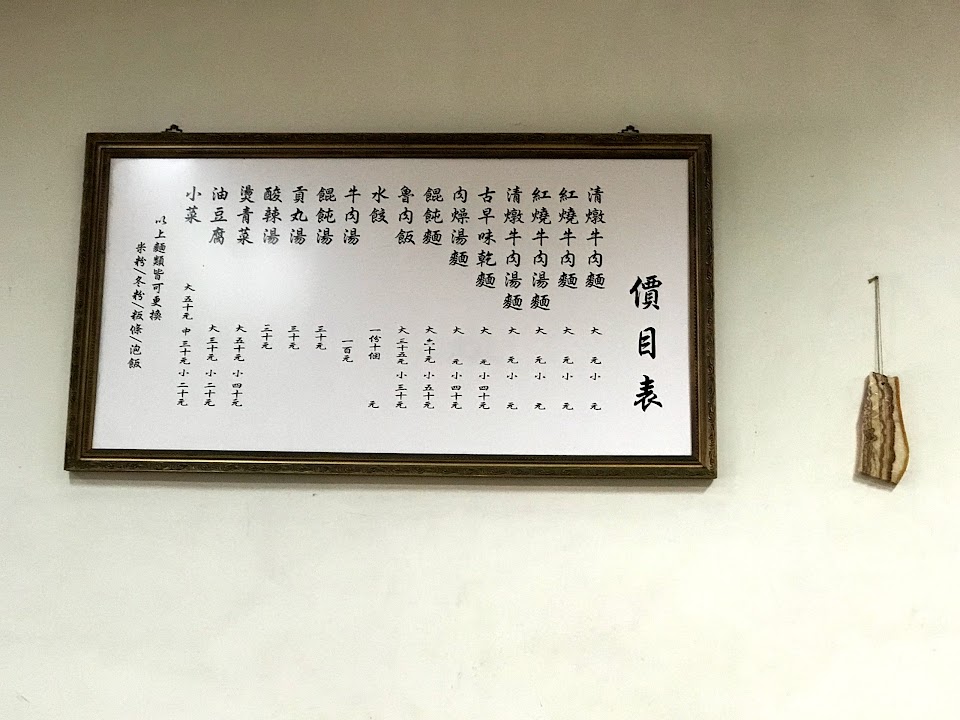 價目表
清燉牛肉麵 大 元 小 元
紅燒牛肉麵 大 元 小 元
紅燒牛肉湯麵 大 元 小 元
清燉牛肉湯麵 大 元 小 元
古早味乾麵 大 元 小 四十元
肉燥湯麵 大 元 小 四十元
餛飩麵 大 六十元 小 五十元
魯肉飯 大 三十五元 小 三十元
水餃 一份十個 元
牛肉湯 一百元
餛飩湯 三十元
貢丸湯 三十元
酸辣湯 三十元
燙青菜 大 五十元 小 四十元
油豆腐 大 三十元 小 二十元
小菜 大 五十元 中 三十元 小 二十元
以上麵類皆可更換
米粉/冬粉/粄條/泡飯